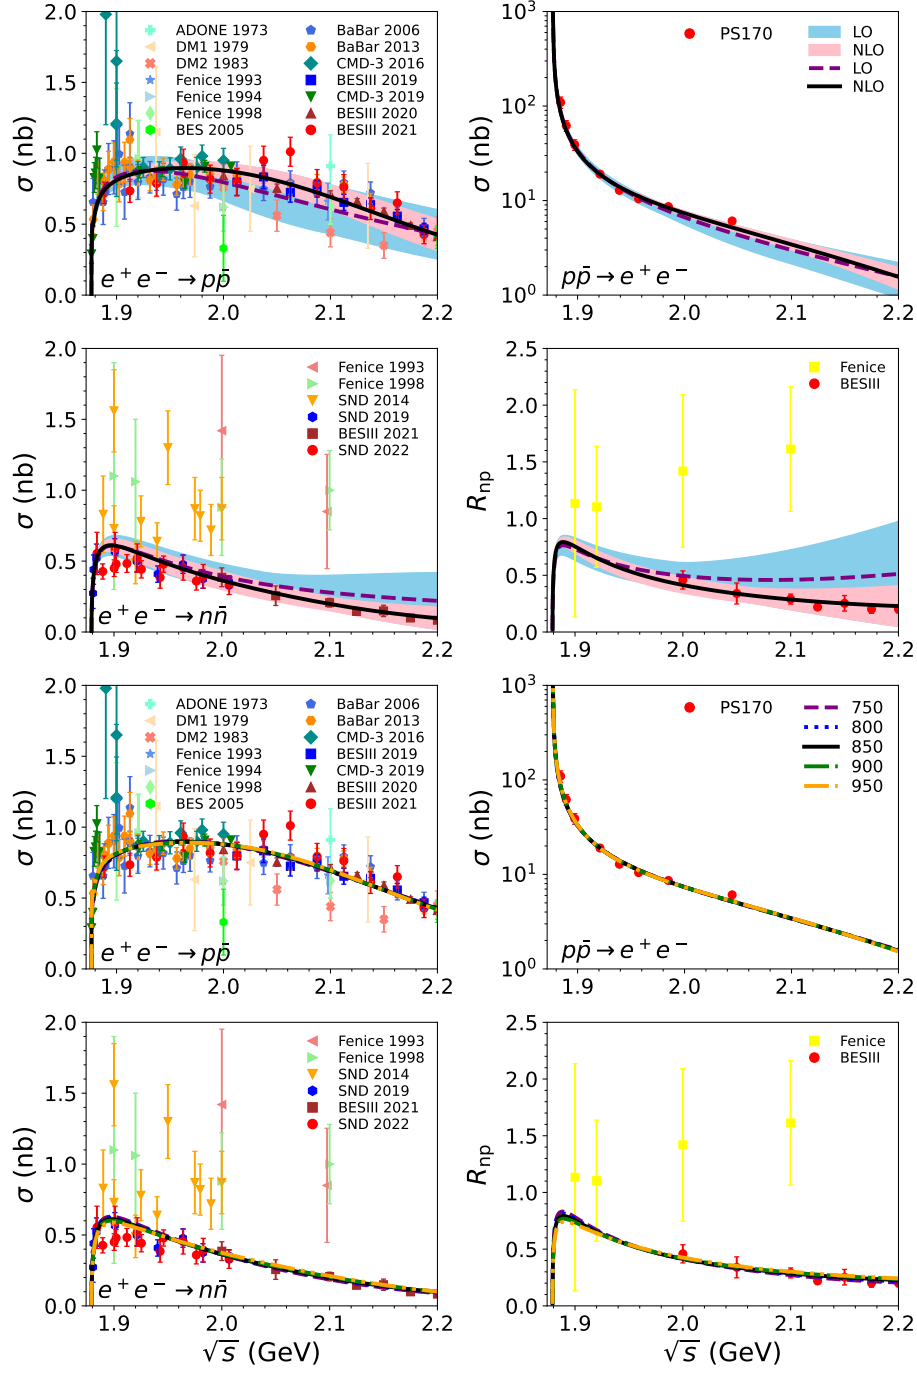 2.0
1.5
1.0
0.5
0.0
σ (nb)
ADONE 1973
DM1 1979
DM2 1983
Fenice 1993
Fenice 1994
Fenice 1998
BES 2005
BaBar 2006
BaBar 2013
CMD-3 2016
BESIII 2019
CMD-3 2019
BESIII 2020
BESIII 2021
e⁺e⁻ → pp̄
1.9
2.0
2.1
2.2
10³
10²
10¹
10⁰
σ (nb)
PS170
LO
NLO
LO
NLO
pp̄ → e⁺e⁻
1.9
2.0
2.1
2.2
2.0
1.5
1.0
0.5
0.0
σ (nb)
Fenice 1993
Fenice 1998
SND 2014
SND 2019
BESIII 2021
SND 2022
e⁺e⁻ → nn̄
1.9
2.0
2.1
2.2
2.5
2.0
1.5
1.0
0.5
0.0
Rnp
Fenice
BESIII
1.9
2.0
2.1
2.2
2.0
1.5
1.0
0.5
0.0
σ (nb)
ADONE 1973
DM1 1979
DM2 1983
Fenice 1993
Fenice 1994
Fenice 1998
BES 2005
BaBar 2006
BaBar 2013
CMD-3 2016
BESIII 2019
CMD-3 2019
BESIII 2020
BESIII 2021
e⁺e⁻ → pp̄
1.9
2.0
2.1
2.2
10³
10²
10¹
10⁰
σ (nb)
PS170
750
800
850
900
950
pp̄ → e⁺e⁻
1.9
2.0
2.1
2.2
2.0
1.5
1.0
0.5
0.0
σ (nb)
Fenice 1993
Fenice 1998
SND 2014
SND 2019
BESIII 2021
SND 2022
e⁺e⁻ → nn̄
1.9
2.0
2.1
2.2
√s (GeV)
2.5
2.0
1.5
1.0
0.5
0.0
Rnp
Fenice
BESIII
1.9
2.0
2.1
2.2
√s (GeV)